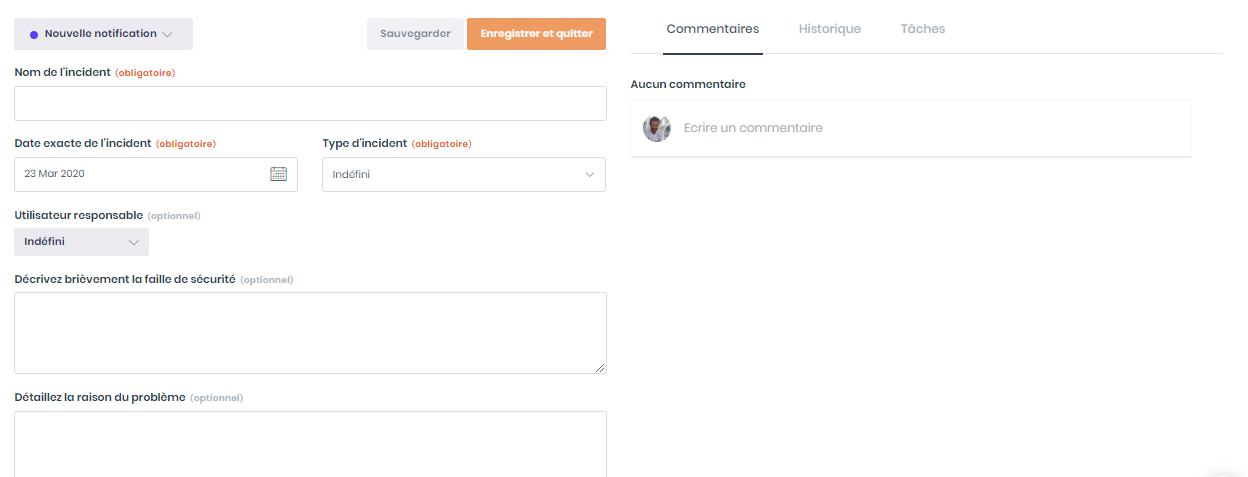 Nouvelle notification
Sauvegarder
Enregistrer et quitter
Nom de l'incident (obligatoire)
Date exacte de l'incident (obligatoire)
Type d'incident (obligatoire)
23 Mar 2020
Indéfini
Utilisateur responsable (optionnel)
Indéfini
Décrivez brièvement la faille de sécurité (optionnel)
Détaillez la raison du problème (optionnel)
Commentaires
Historique
Tâches
Aucun commentaire
Ecrire un commentaire